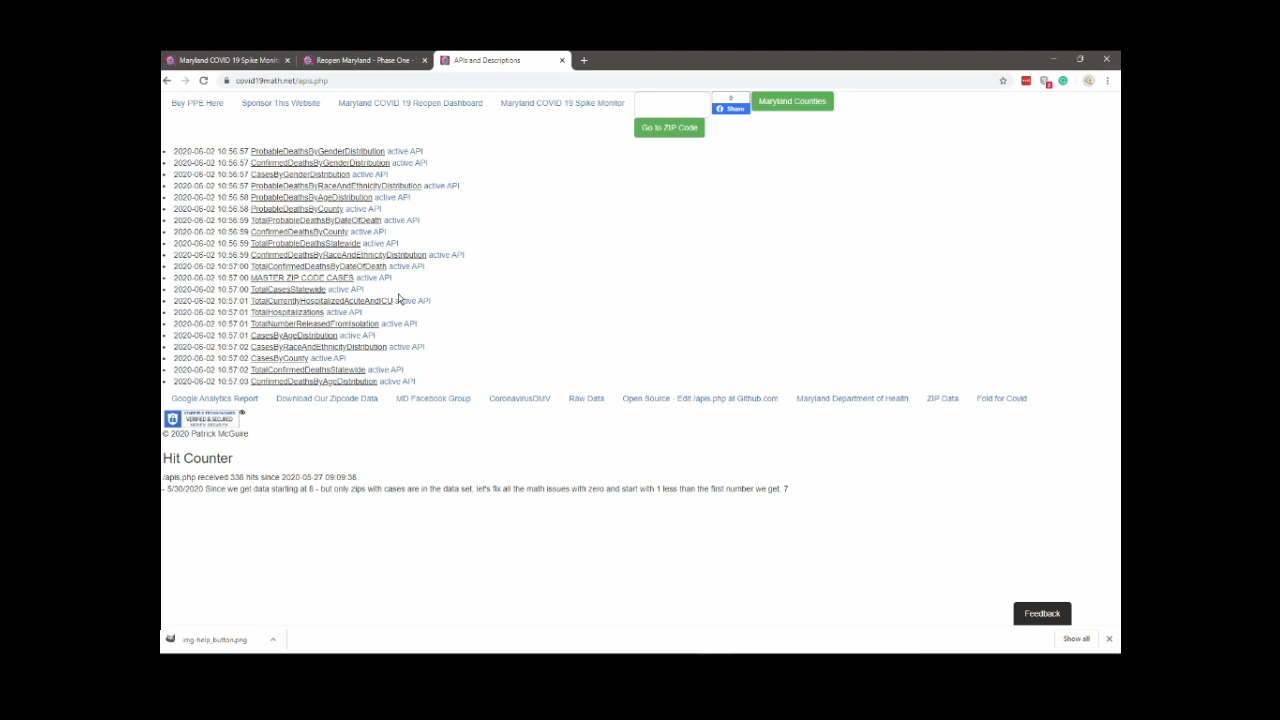 Maryland COVID 19 Spike Monit
Reopen Maryland - Phase One -
APIs and Descriptions
covid19math.net/apis.php
Buy PPE Here
Sponsor This Website
Maryland COVID 19 Reopen Dashboard
Maryland COVID 19 Spike Monitor
0
Share
Maryland Counties
Go to ZIP Code
2020-06-02 10:56:57 ProbableDeathsByGenderDistribution active API
2020-06-02 10:56:57 ConfirmedDeathsByGenderDistribution active API
2020-06-02 10:56:57 CasesByGenderDistribution active API
2020-06-02 10:56:57 ProbableDeathsByRaceAndEthnicityDistribution active API
2020-06-02 10:56:58 ProbableDeathsByAgeDistribution active API
2020-06-02 10:56:58 ProbableDeathsByCounty active API
2020-06-02 10:56:59 TotalProbableDeathsByDateOfDeath active API
2020-06-02 10:56:59 ConfirmedDeathsByCounty active API
2020-06-02 10:56:59 TotalProbableDeathsStatewide active API
2020-06-02 10:56:59 ConfirmedDeathsByRaceAndEthnicityDistribution active API
2020-06-02 10:57:00 TotalConfirmedDeathsByDateOfDeath active API
2020-06-02 10:57:00 MASTER ZIP CODE CASES active API
2020-06-02 10:57:00 TotalCasesStatewide active API
2020-06-02 10:57:01 TotalCurrentlyHospitalizedAcuteAndICU active API
2020-06-02 10:57:01 TotalHospitalizations active API
2020-06-02 10:57:01 TotalNumberReleasedFromIsolation active API
2020-06-02 10:57:01 CasesByAgeDistribution active API
2020-06-02 10:57:02 CasesByRaceAndEthnicityDistribution active API
2020-06-02 10:57:02 CasesByCounty active API
2020-06-02 10:57:02 TotalConfirmedDeathsStatewide active API
2020-06-02 10:57:03 ConfirmedDeathsByAgeDistribution active API
Google Analytics Report
Download Our Zipcode Data
MD Facebook Group
CoronavirusDMV
Raw Data
Open Source - Edit /apis.php at Github.com
Maryland Department of Health
ZIP Data
Fold for Covid
VERIFIED & SECURED
© 2020 Patrick McGuire
Hit Counter
/apis.php received 338 hits since 2020-05-27 09:09:38.
-- 5/30/2020 Since we get data starting at 8 - but only zips with cases are in the data set, let's fix all the math issues with zero and start with 1 less than the first number we get. 7
Feedback
img-help_button.png
Show all